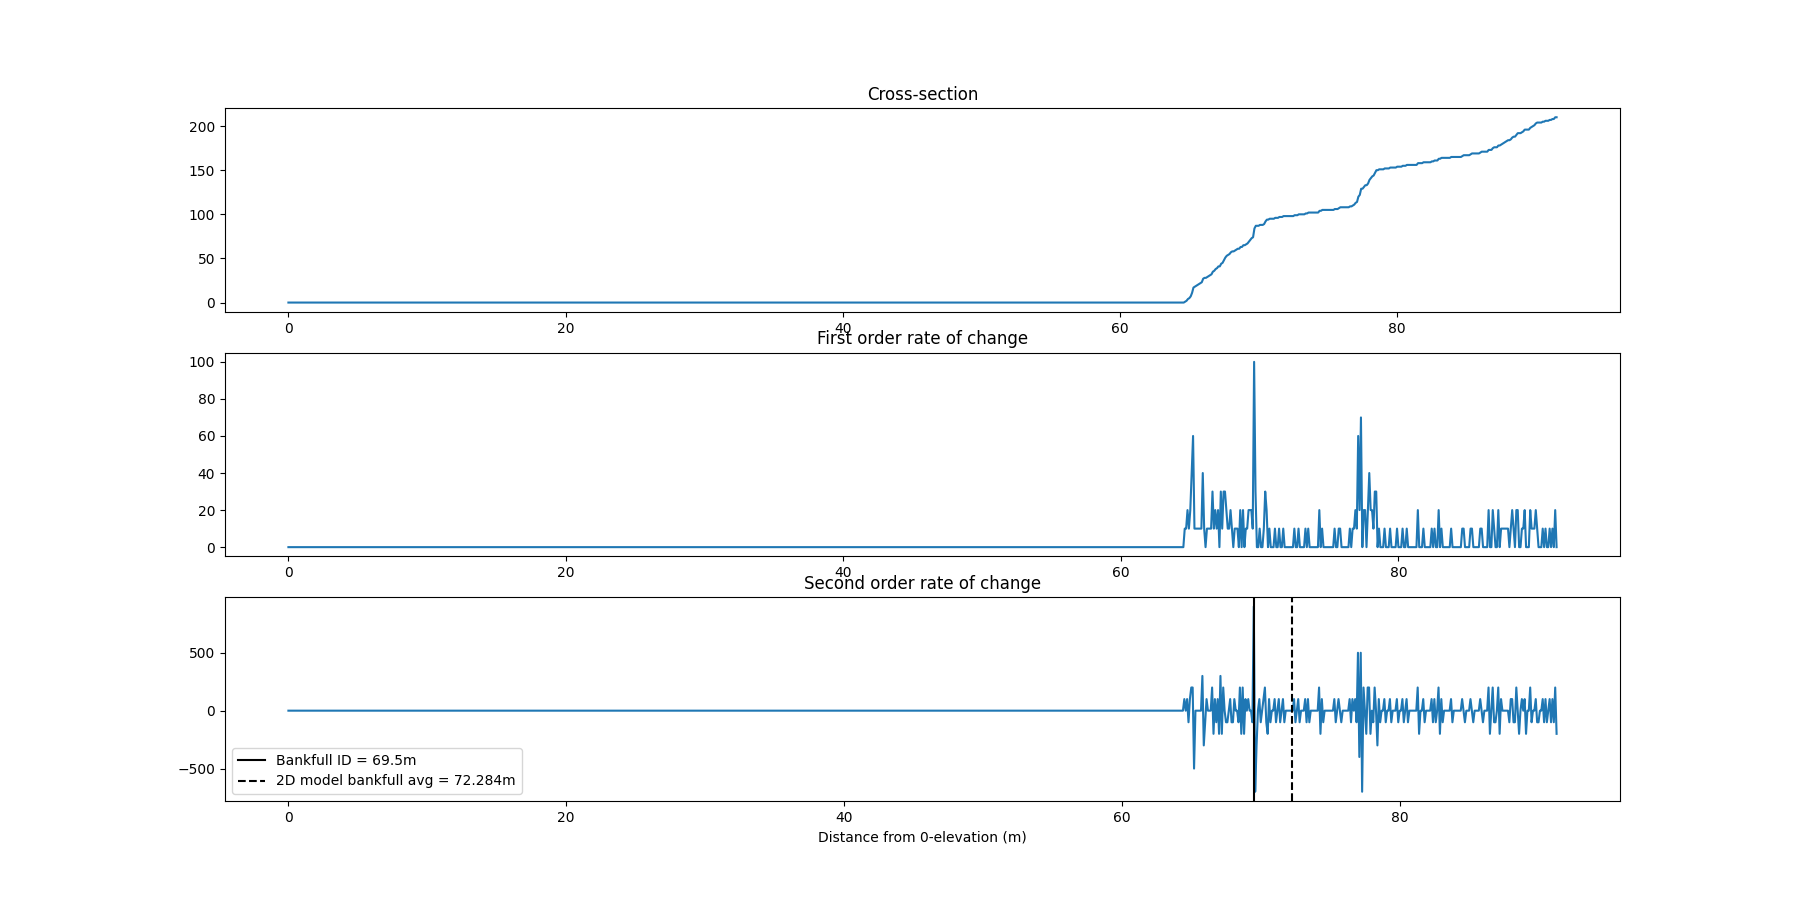 Cross-section
200
150
100
50
0
0 20 40 60 80
First order rate of change
100
80
60
40
20
0
0 20 40 60 80
Second order rate of change
500
0
−500
Bankfull ID = 69.5m
2D model bankfull avg = 72.284m
0 20 40 60 80
Distance from 0-elevation (m)